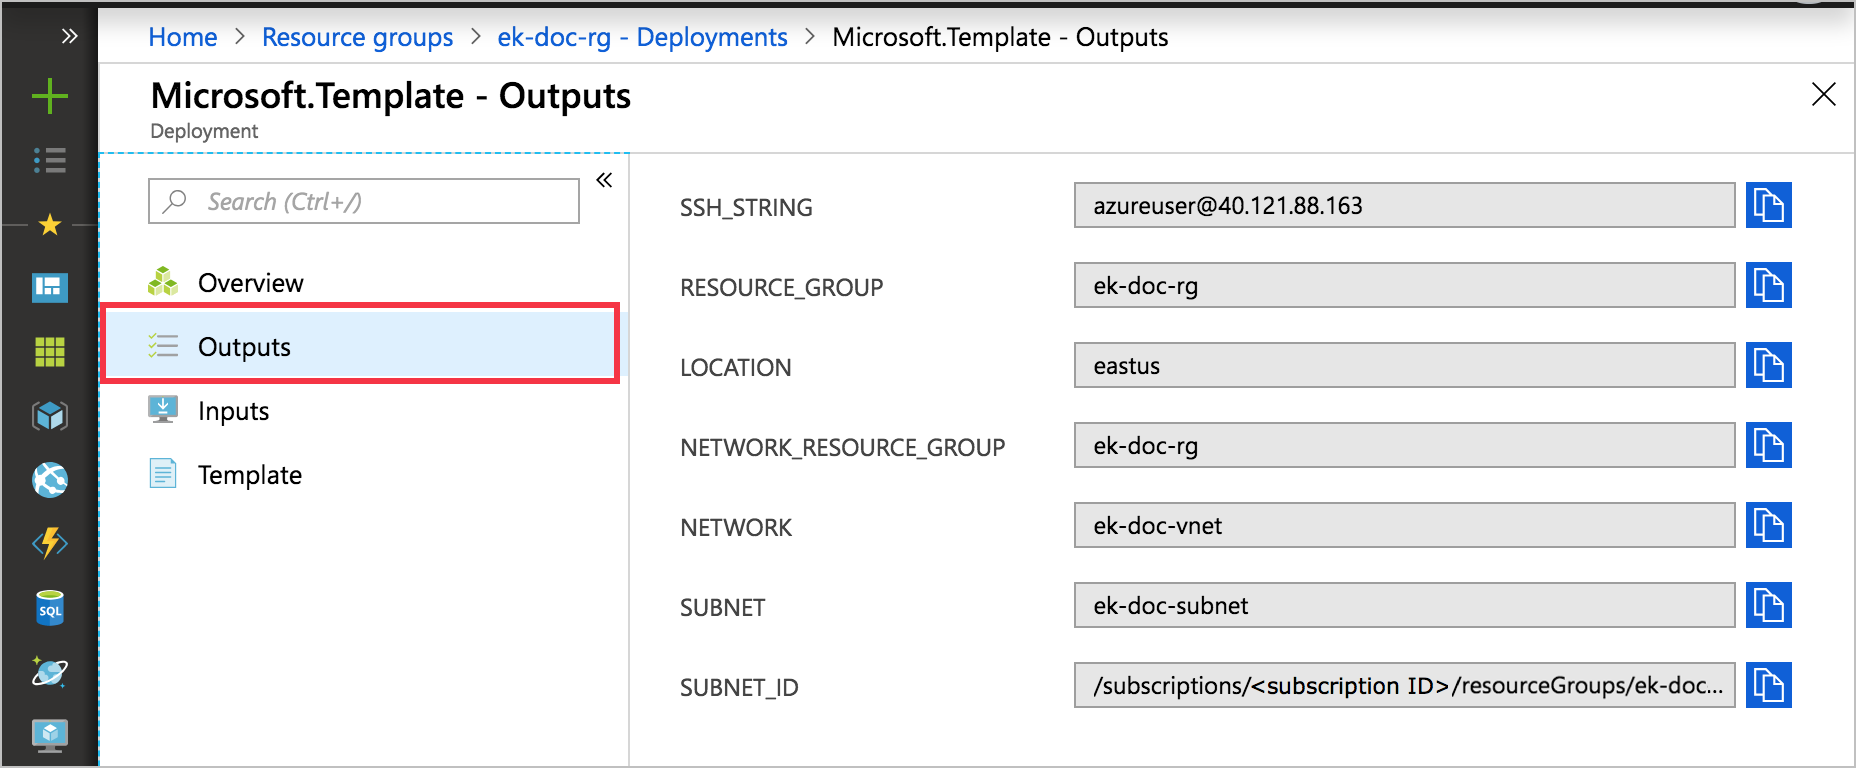 Home > Resource groups > ek-doc-rg - Deployments > Microsoft.Template - Outputs
Microsoft.Template - Outputs
Deployment
Search (Ctrl+/)
Overview
Outputs
Inputs
Template
SSH_STRING azureuser@40.121.88.163
RESOURCE_GROUP ek-doc-rg
LOCATION eastus
NETWORK_RESOURCE_GROUP ek-doc-rg
NETWORK ek-doc-vnet
SUBNET ek-doc-subnet
SUBNET_ID /subscriptions/<subscription ID>/resourceGroups/ek-doc...
SQL